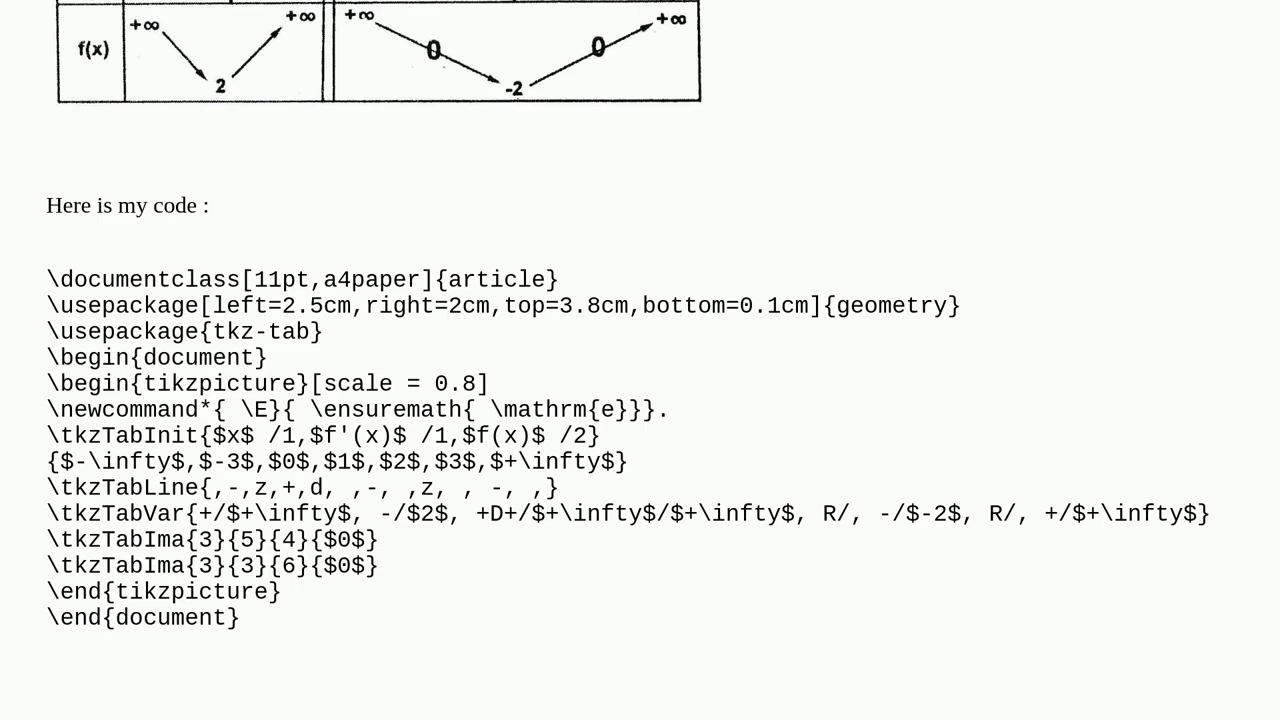 +∞ +∞ +∞ +∞
f(x) 0 0
2 -2
Here is my code :
\documentclass[11pt,a4paper]{article}
\usepackage[left=2.5cm,right=2cm,top=3.8cm,bottom=0.1cm]{geometry}
\usepackage{tkz-tab}
\begin{document}
\begin{tikzpicture}[scale = 0.8]
\newcommand*{ \E}{ \ensuremath{ \mathrm{e}}}.
\tkzTabInit{$x$ /1,$f'(x)$ /1,$f(x)$ /2}
{$-\infty$,$-3$,$0$,$1$,$2$,$3$,$+\infty$}
\tkzTabLine{,-,z,+,d, ,-, ,z, , -, ,}
\tkzTabVar{+/$+\infty$, -/$2$, +D+/$+\infty$/$+\infty$, R/, -/$-2$, R/, +/$+\infty$}
\tkzTabIma{3}{5}{4}{$0$}
\tkzTabIma{3}{3}{6}{$0$}
\end{tikzpicture}
\end{document}